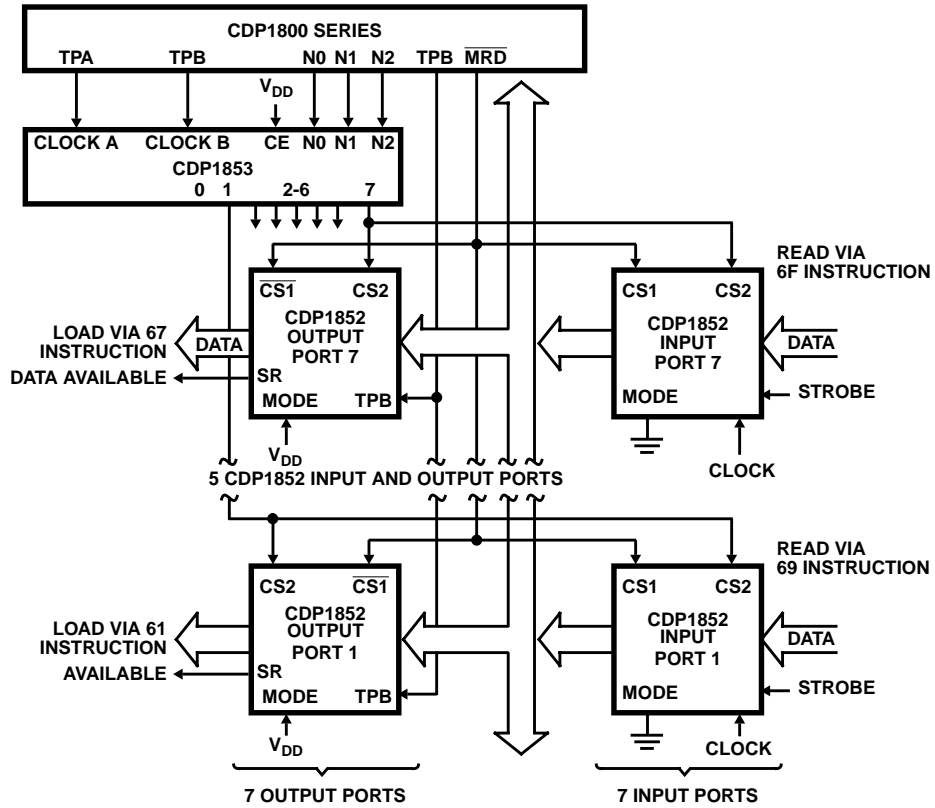 CDP1800 SERIES
TPA TPB N0 N1 N2 TPB MRD
VDD
CLOCK A CLOCK B CE N0 N1 N2
CDP1853
0 1 2-6 7
CS1 CS2
CDP1852
OUTPUT
PORT 7
SR
MODE TPB
LOAD VIA 67
INSTRUCTION
DATA
DATA AVAILABLE
VDD
CS1 CS2
CDP1852
INPUT
PORT 7
MODE
READ VIA
6F INSTRUCTION
DATA
STROBE
CLOCK
5 CDP1852 INPUT AND OUTPUT PORTS
CS2 CS1
CDP1852
OUTPUT
PORT 1
SR
MODE TPB
LOAD VIA 61
INSTRUCTION
AVAILABLE
VDD
CS1 CS2
CDP1852
INPUT
PORT 1
MODE
READ VIA
69 INSTRUCTION
DATA
STROBE
CLOCK
7 OUTPUT PORTS
7 INPUT PORTS